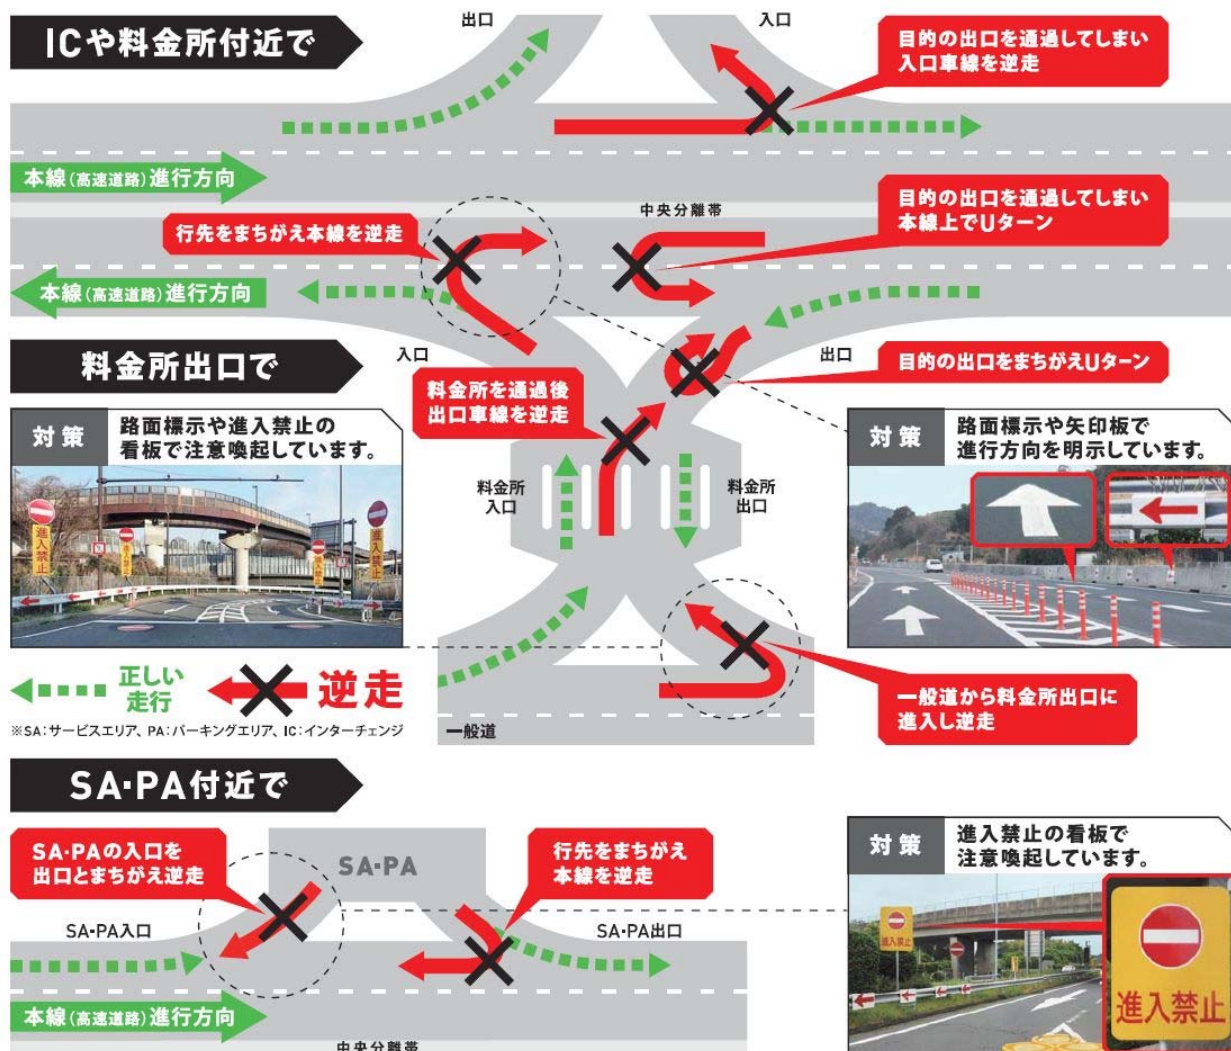 ICや料金所付近で
出口
入口
目的の出口を通過してしまい
入口車線を逆走
本線(高速道路)進行方向
中央分離帯
行先をまちがえ本線を逆走
目的の出口を通過してしまい
本線上でUターン
本線(高速道路)進行方向
入口
出口
料金所出口で
料金所を通過後
出口車線を逆走
目的の出口をまちがえUターン
対策
路面標示や進入禁止の
看板で注意喚起しています。
進入禁止
進入禁止
進入禁止
料金所
入口
料金所
出口
対策
路面標示や矢印板で
進行方向を明示しています。
正しい
走行
逆走
※SA:サービスエリア、PA:パーキングエリア、IC:インターチェンジ
一般道
一般道から料金所出口に
進入し逆走
SA・PA付近で
SA・PAの入口を
出口とまちがえ逆走
SA・PA
行先をまちがえ
本線を逆走
SA・PA入口
SA・PA出口
本線(高速道路)進行方向
中央分離帯
対策
進入禁止の看板で
注意喚起しています。
進入禁止
進入禁止